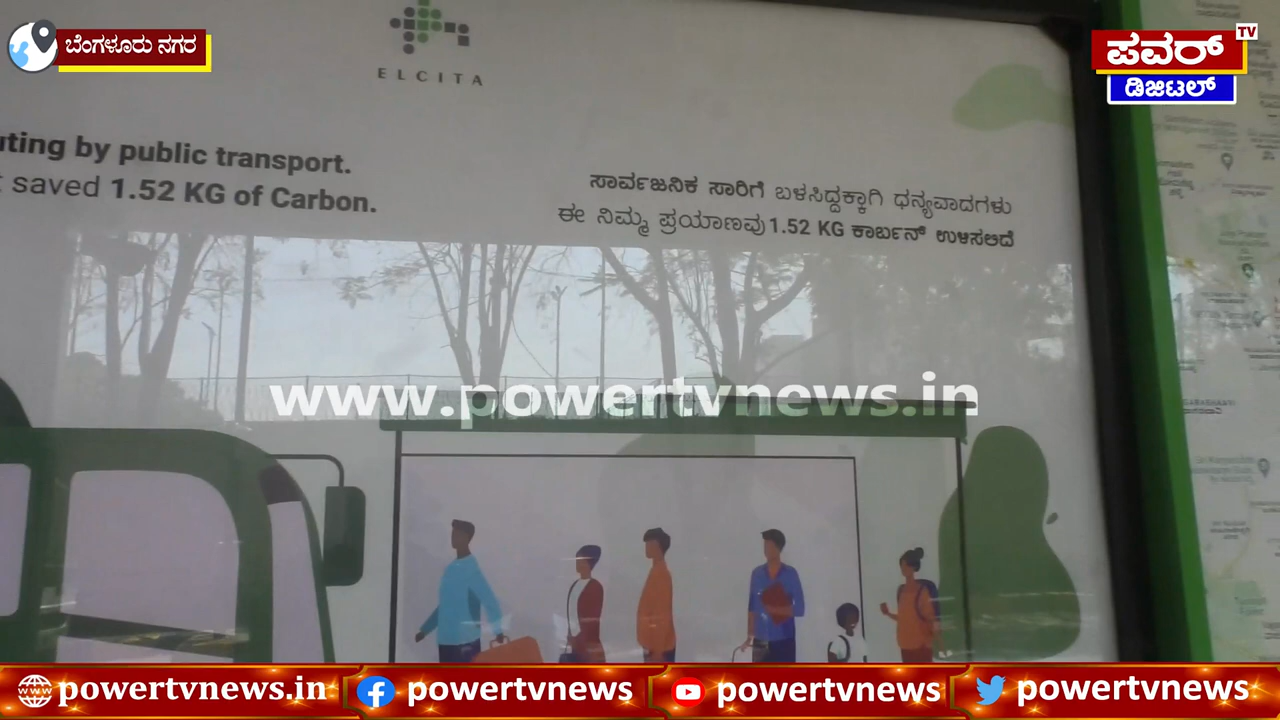 ಬೆಂಗಳೂರು ನಗರ
ಪವರ್ TV
ಡಿಜಿಟಲ್
ELCITA
by public transport.
saved 1.52 KG of Carbon.
ಸಾರ್ವಜನಿಕ ಸಾರಿಗೆ ಬಳಸಿದ್ದಕ್ಕಾಗಿ ಧನ್ಯವಾದಗಳು
ಈ ನಿಮ್ಮ ಪ್ರಯಾಣವು 1.52 KG ಕಾರ್ಬನ್ ಉಳಿಸಲಿದೆ
www.powertvnews.in
powertvnews.in powertvnews powertvnews powertvnews